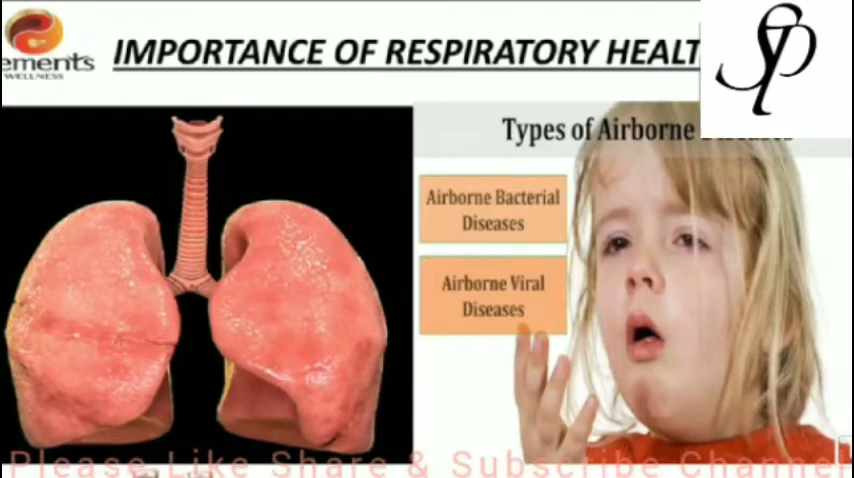 ements
WELLNESS
IMPORTANCE OF RESPIRATORY HEALT
SP
Types of Airborne
Airborne Bacterial
Diseases
Airborne Viral
Diseases
Please Like Share & Subscribe Channel